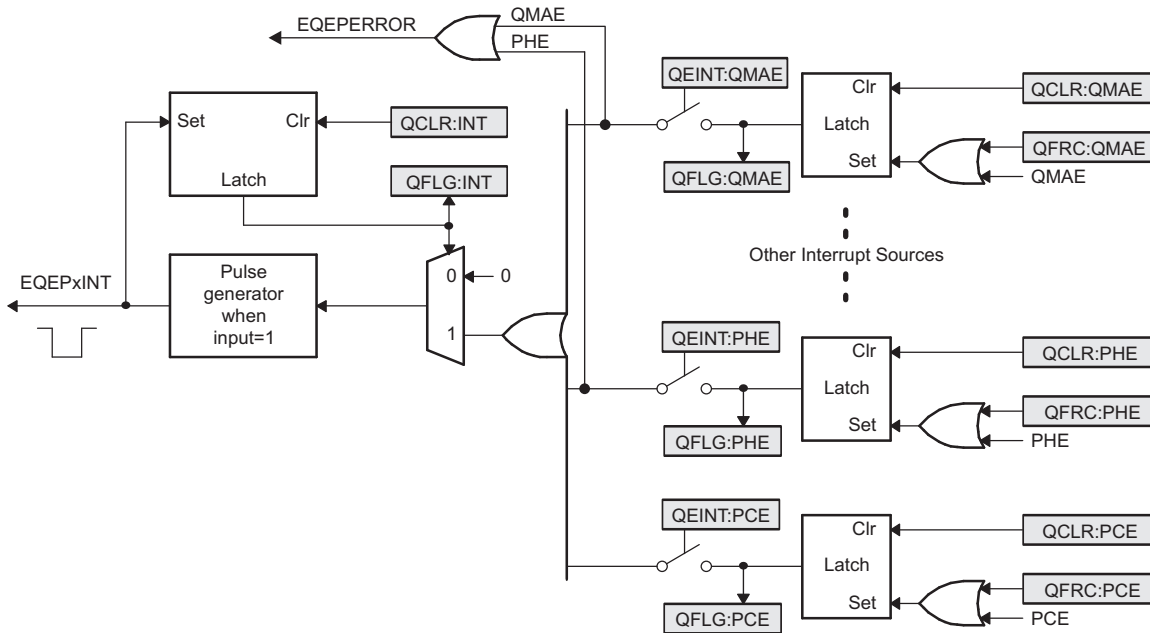 EQEPERROR
QMAE
PHE
Set
Clr
Latch
QCLR:INT
QFLG:INT
EQEPxINT
Pulse
generator
when
input=1
0
0
1
QEINT:QMAE
QFLG:QMAE
Clr
Latch
Set
QCLR:QMAE
QFRC:QMAE
QMAE
Other Interrupt Sources
QEINT:PHE
QFLG:PHE
Clr
Latch
Set
QCLR:PHE
QFRC:PHE
PHE
QEINT:PCE
QFLG:PCE
Clr
Latch
Set
QCLR:PCE
QFRC:PCE
PCE